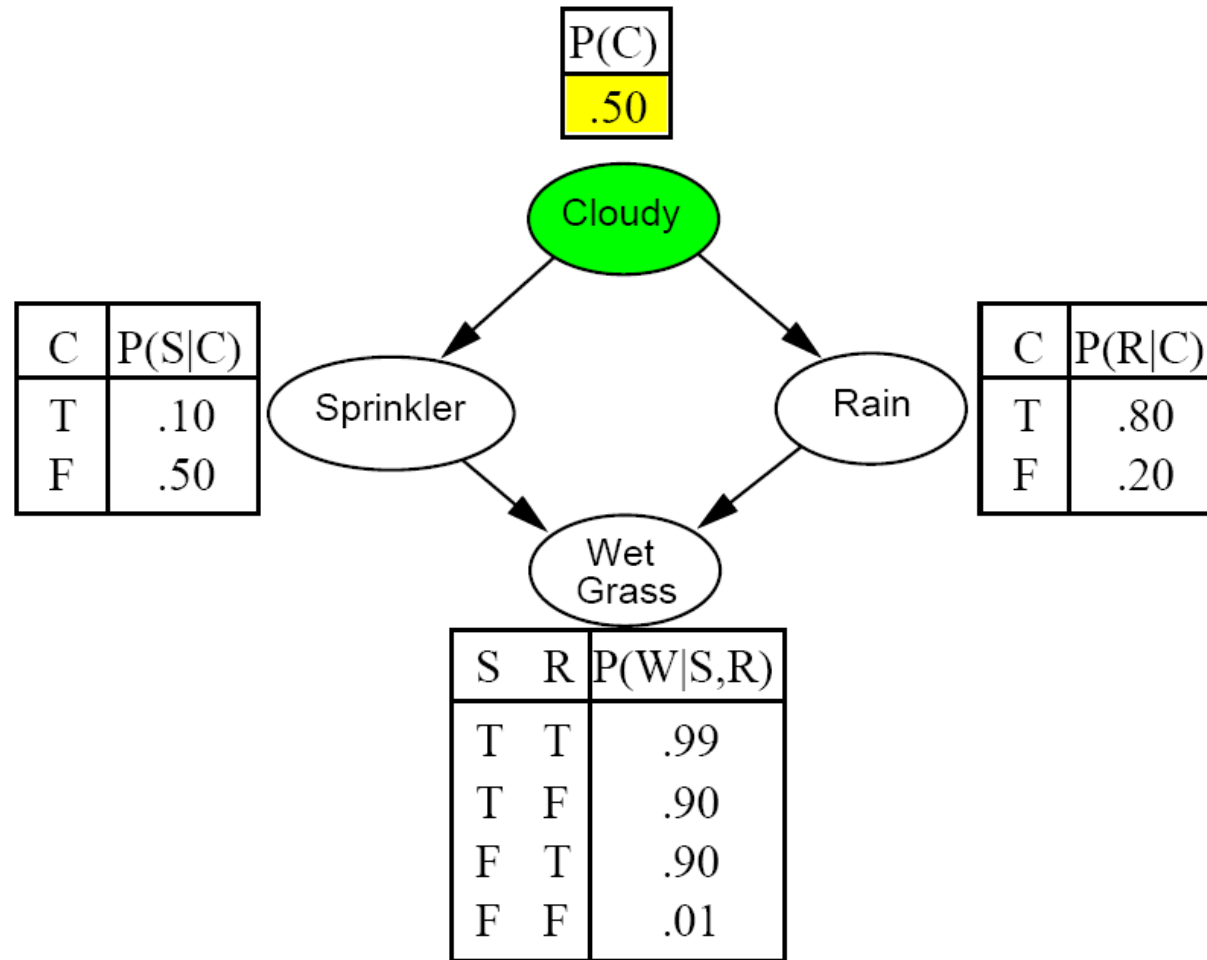 P(C)
.50
Cloudy
C P(S|C)
T .10
F .50
Sprinkler
Rain
C P(R|C)
T .80
F .20
Wet
Grass
S R P(W|S,R)
T T .99
T F .90
F T .90
F F .01